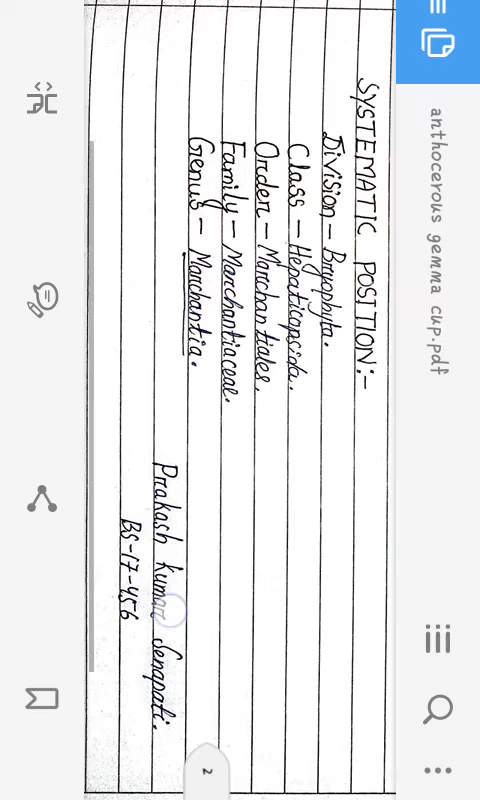 anthocerous gemma cup.pdf
SYSTEMATIC POSITION:-
Division - Bryophyta.
Class - Hepaticopsida.
Order - Marchantiales.
Family - Marchantiaceae.
Genus - Marchantia.
Prakash Kumar Senapati.
BS-17-456
2